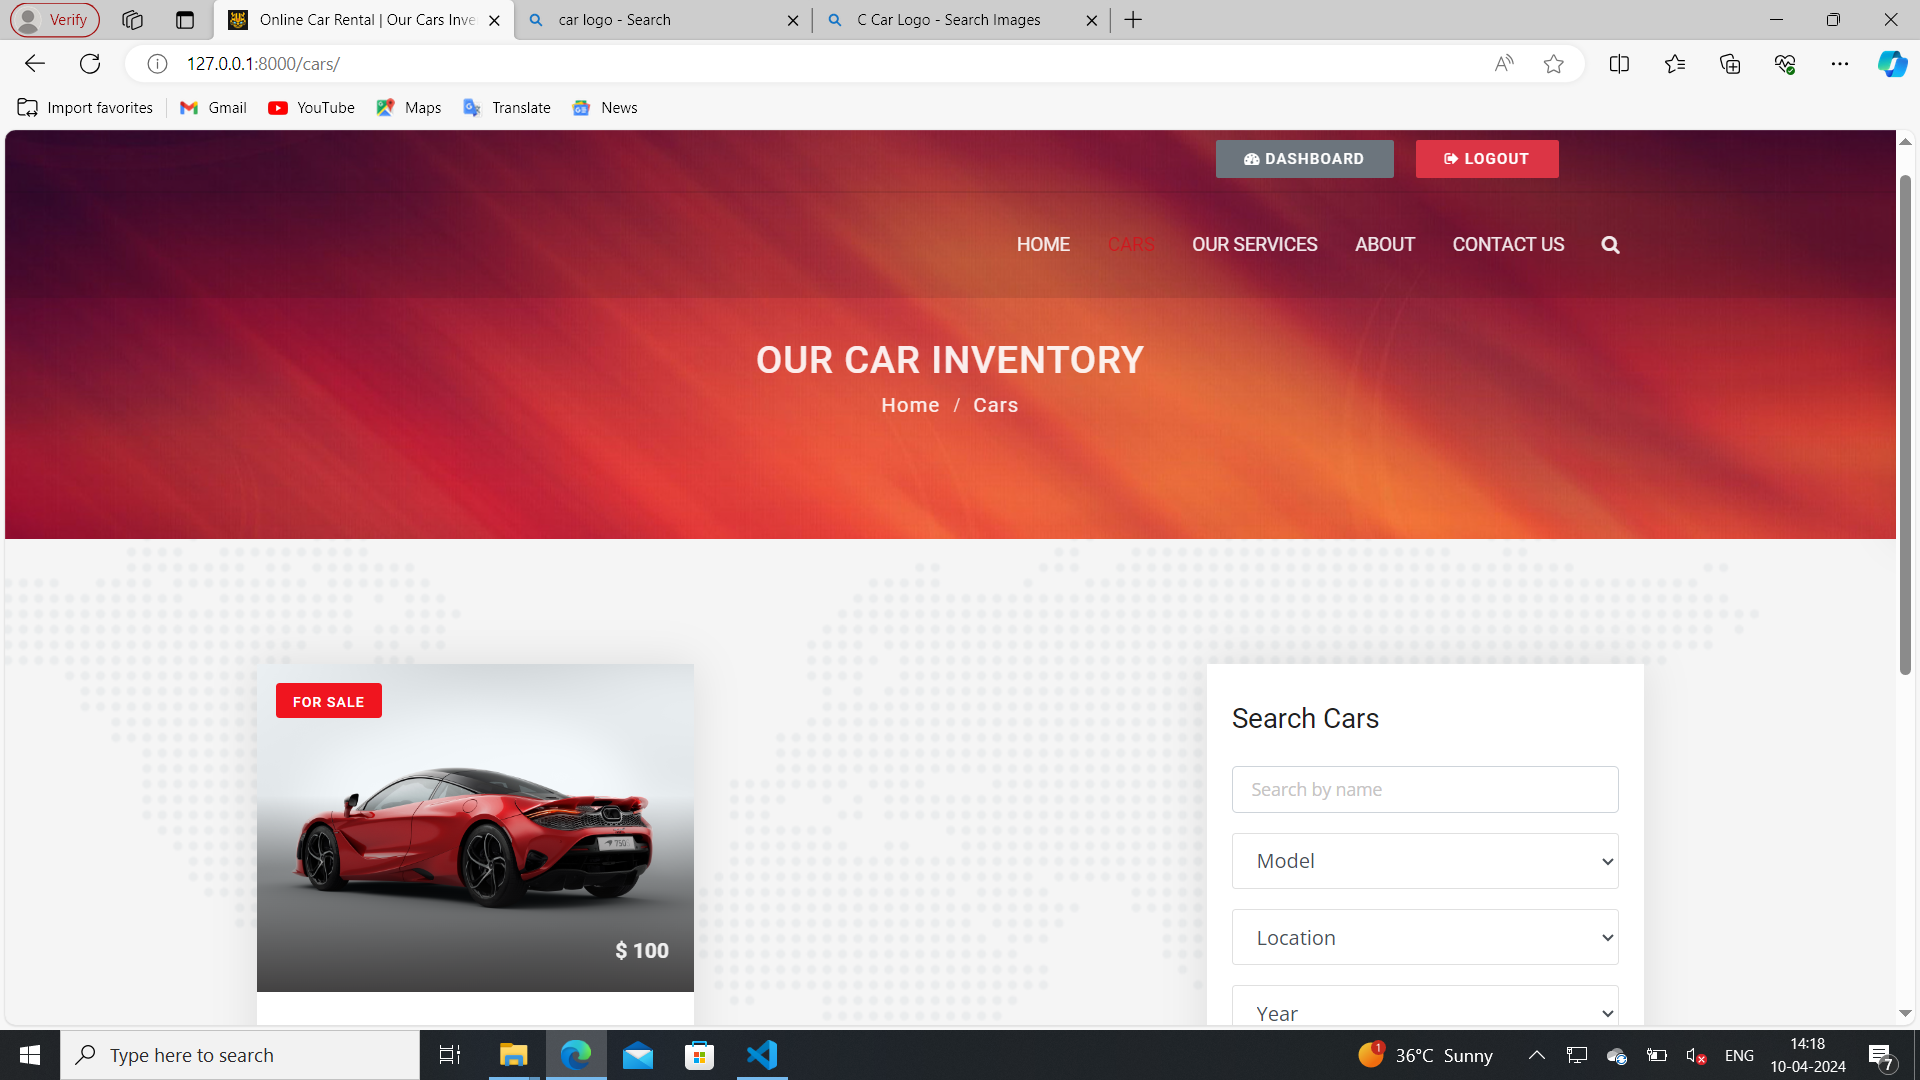 Verify
Online Car Rental | Our Cars Inve
car logo - Search
C Car Logo - Search Images
127.0.0.1:8000/cars/
Import favorites
Gmail
YouTube
Maps
Translate
News
DASHBOARD
LOGOUT
HOME
CARS
OUR SERVICES
ABOUT
CONTACT US
OUR CAR INVENTORY
Home / Cars
FOR SALE
750
$ 100
Search Cars
Search by name
Model
Location
Year
Type here to search
1
36°C Sunny
ENG
14:18
10-04-2024
7